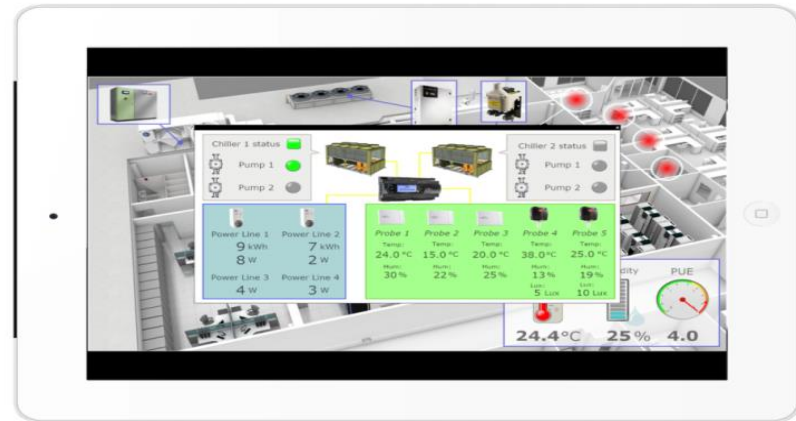 Chiller 1 status
Pump 1
Pump 2
Chiller 2 status
Pump 1
Pump 2
Power Line 1
9 kWh
8 W
Power Line 2
7 kWh
2 W
Power Line 3
4 W
Power Line 4
3 W
Probe 1
Temp:
24.0 °C
Hum:
30 %
Probe 2
Temp:
15.0 °C
Hum:
22 %
Probe 3
Temp:
20.0 °C
Hum:
25 %
Probe 4
Temp:
38.0 °C
Hum:
13 %
Lux:
5 Lux
Probe 5
Temp:
25.0 °C
Hum:
19 %
Lux:
10 Lux
PUE
24.4°C
25 %
4.0